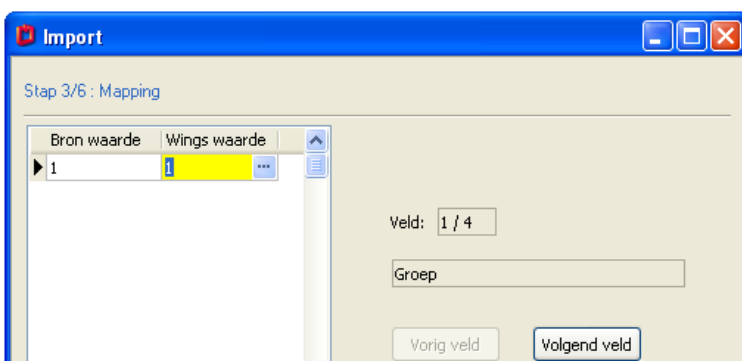 Import
Stap 3/6 : Mapping
Bron waarde Wings waarde
1 1 ...
Veld: 1 / 4
Groep
Vorig veld Volgend veld